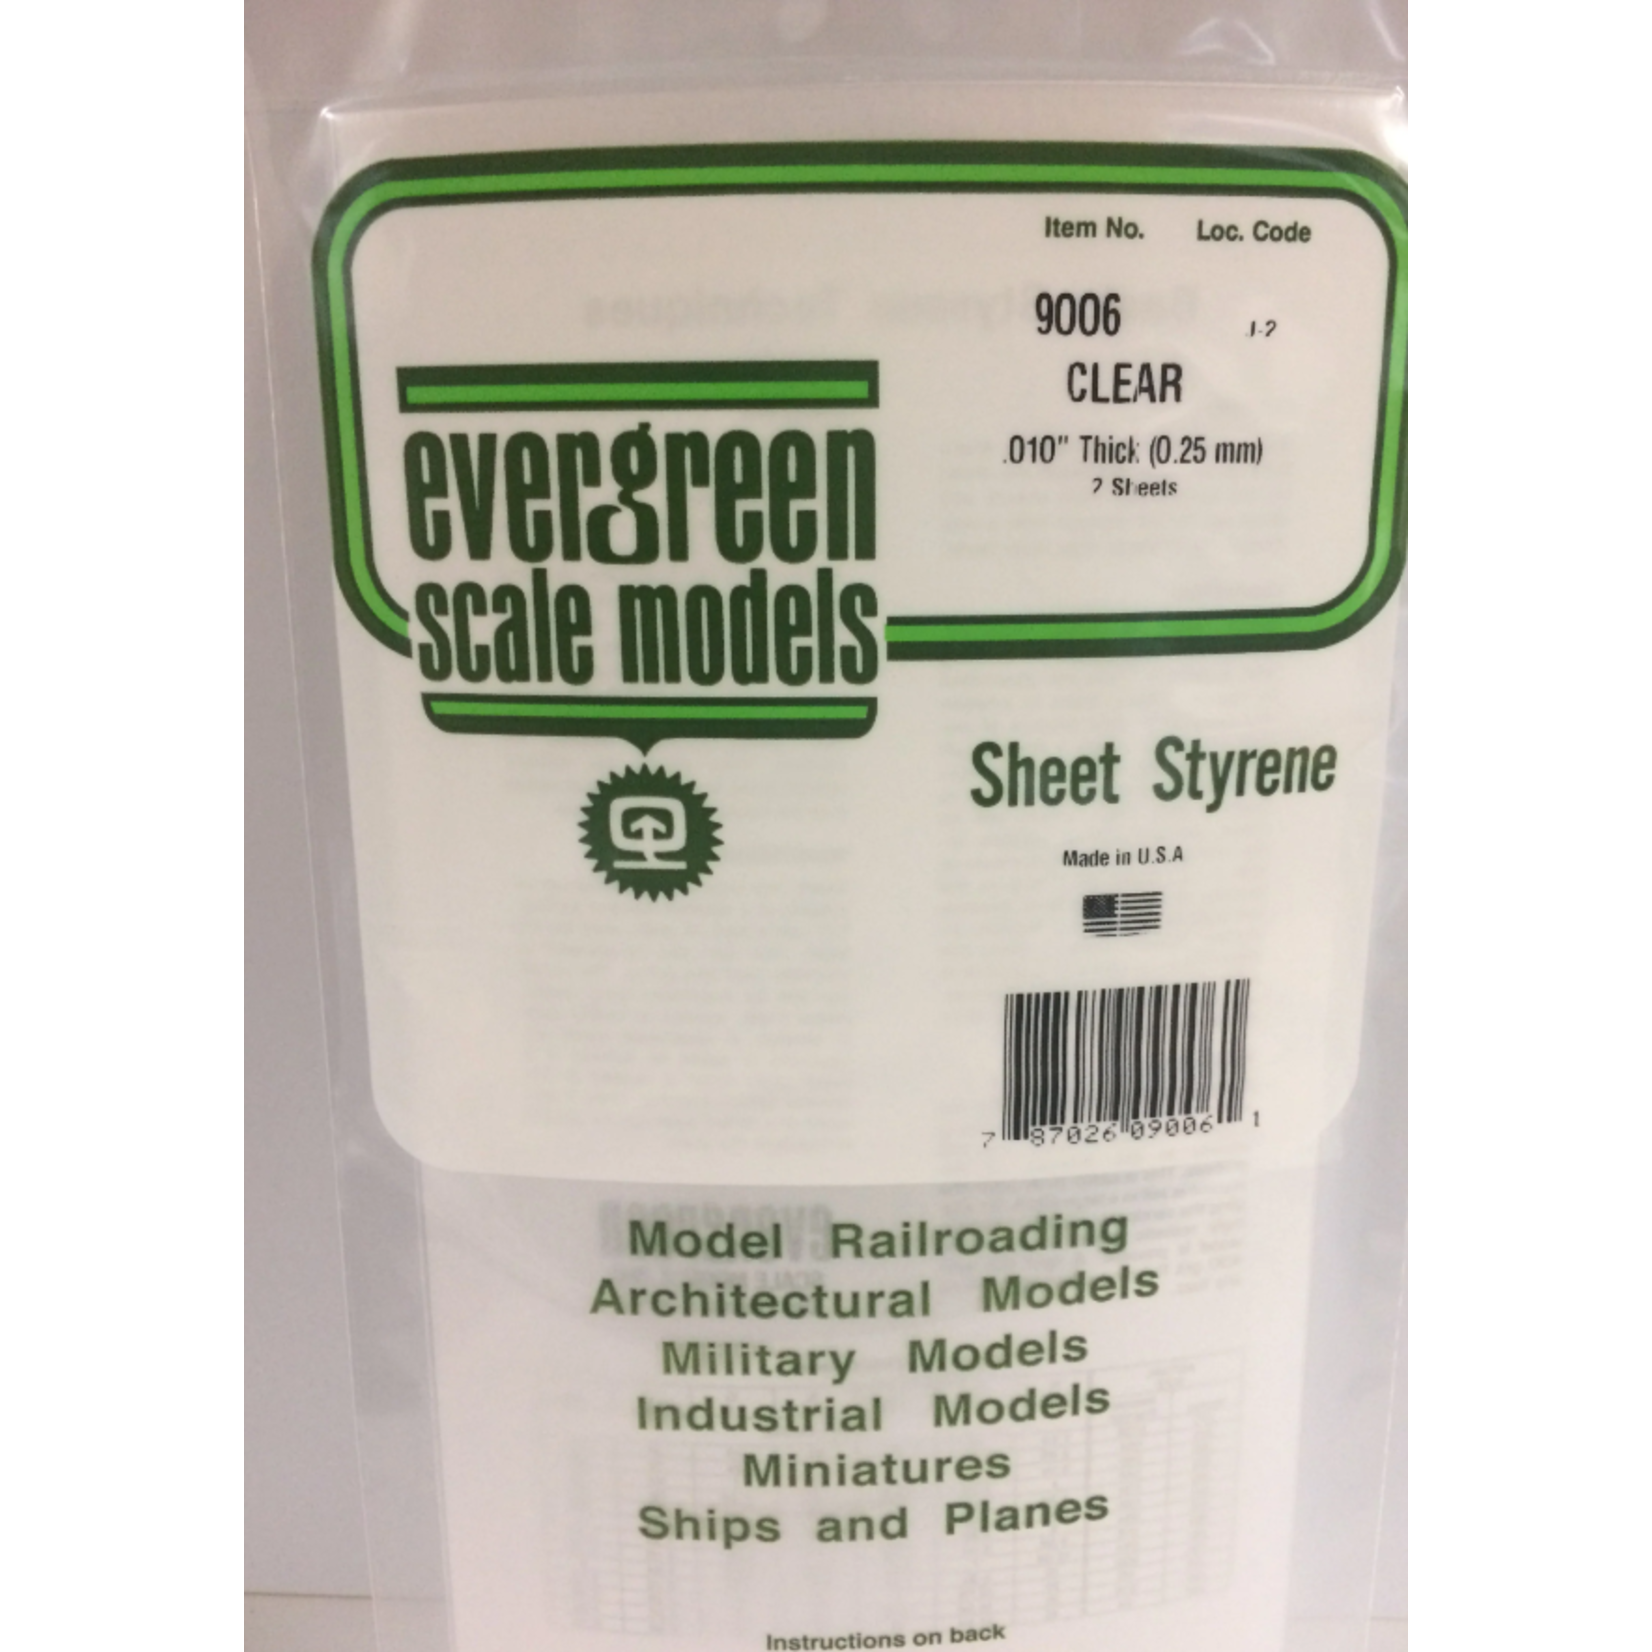 Item No. Loc. Code
9006 J-2
CLEAR
.010" Thick (0.25 mm)
2 Sheets
evergreen
scale models
Sheet Styrene
Made in U.S.A
7 87026 09006 1
Model Railroading
Architectural Models
Military Models
Industrial Models
Miniatures
Ships and Planes
Instructions on back